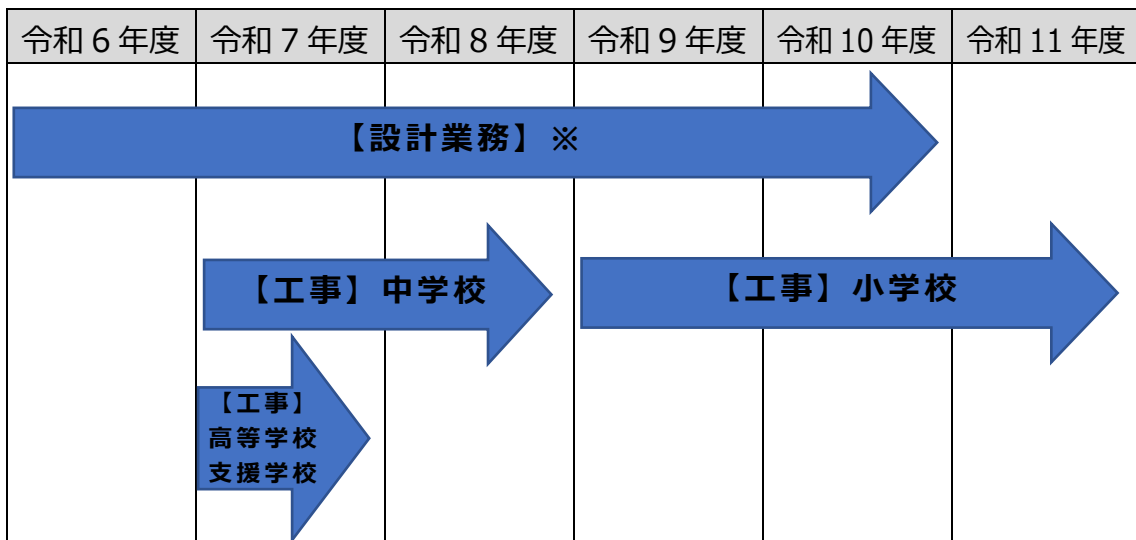 令和6年度 令和7年度 令和8年度 令和9年度 令和10年度 令和11年度
【設計業務】※
【工事】中学校
【工事】小学校
【工事】
高等学校
支援学校